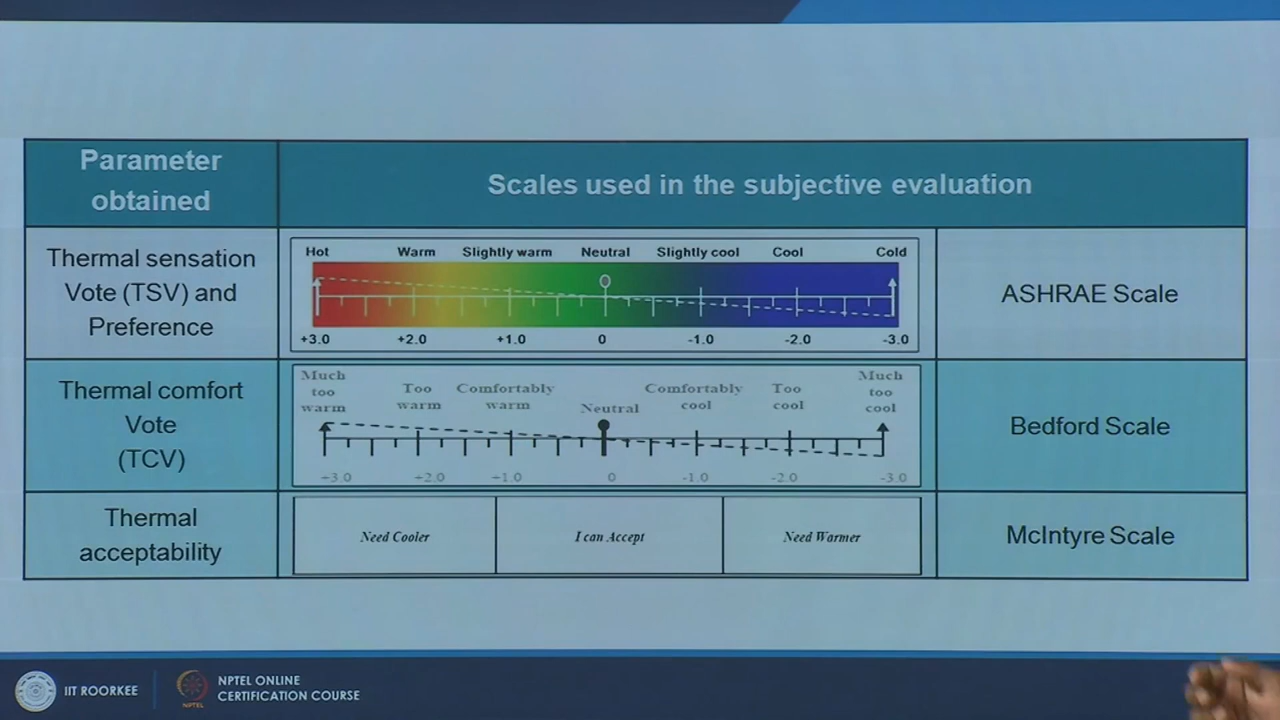 Parameter
obtained
Scales used in the subjective evaluation
Thermal sensation
Vote (TSV) and
Preference
Hot Warm Slightly warm Neutral Slightly cool Cool Cold
+3.0 +2.0 +1.0 0 -1.0 -2.0 -3.0
ASHRAE Scale
Thermal comfort
Vote
(TCV)
Much
too
warm
Too
warm
Comfortably
warm
Neutral
Comfortably
cool
Too
cool
Much
too
cool
+3.0 +2.0 +1.0 0 -1.0 -2.0 -3.0
Bedford Scale
Thermal
acceptability
Need Cooler
I can Accept
Need Warmer
McIntyre Scale
IIT ROORKEE
NPTEL
NPTEL ONLINE
CERTIFICATION COURSE